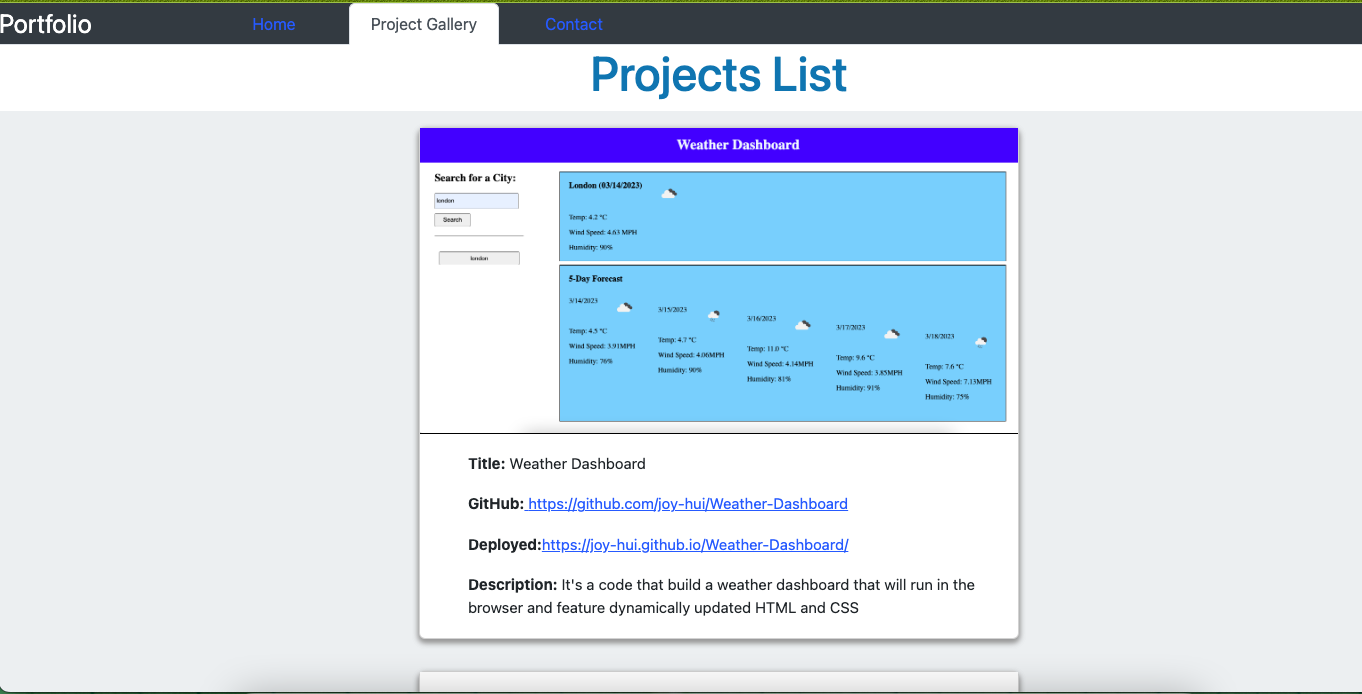 Portfolio Home Project Gallery Contact
Projects List
Weather Dashboard
Search for a City:
london
Search
london
London (03/14/2023)
Temp: 4.2 °C
Wind Speed: 4.63 MPH
Humidity: 90%
5-Day Forecast
3/14/2023
Temp: 4.5 °C
Wind Speed: 3.91MPH
Humidity: 76%
3/15/2023
Temp: 4.7 °C
Wind Speed: 4.06MPH
Humidity: 90%
3/16/2023
Temp: 11.0 °C
Wind Speed: 4.14MPH
Humidity: 81%
3/17/2023
Temp: 9.6 °C
Wind Speed: 3.85MPH
Humidity: 91%
3/18/2023
Temp: 7.6 °C
Wind Speed: 7.13MPH
Humidity: 75%
Title: Weather Dashboard
GitHub: https://github.com/joy-hui/Weather-Dashboard
Deployed:https://joy-hui.github.io/Weather-Dashboard/
Description: It's a code that build a weather dashboard that will run in the
browser and feature dynamically updated HTML and CSS